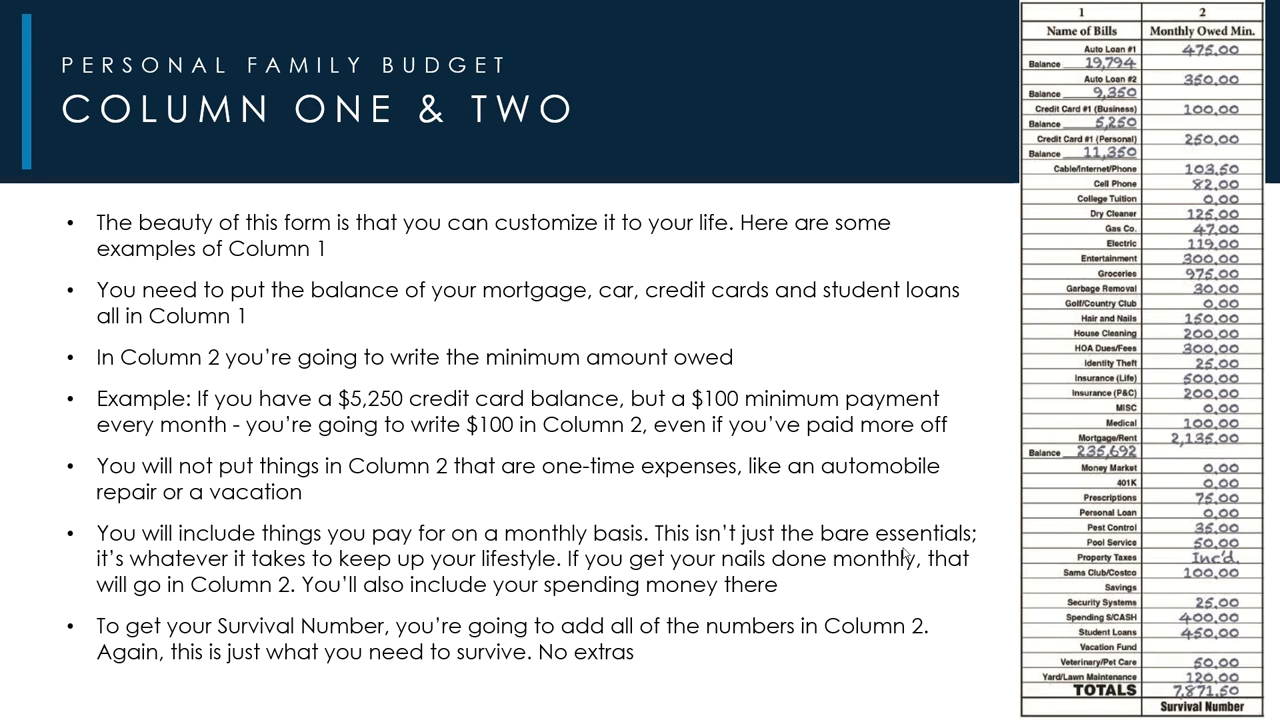 PERSONAL FAMILY BUDGET
COLUMN ONE & TWO
• The beauty of this form is that you can customize it to your life. Here are some
examples of Column 1
• You need to put the balance of your mortgage, car, credit cards and student loans
all in Column 1
• In Column 2 you’re going to write the minimum amount owed
• Example: If you have a $5,250 credit card balance, but a $100 minimum payment
every month - you’re going to write $100 in Column 2, even if you’ve paid more off
• You will not put things in Column 2 that are one-time expenses, like an automobile
repair or a vacation
• You will include things you pay for on a monthly basis. This isn’t just the bare essentials;
it’s whatever it takes to keep up your lifestyle. If you get your nails done monthly, that
will go in Column 2. You’ll also include your spending money there
• To get your Survival Number, you’re going to add all of the numbers in Column 2.
Again, this is just what you need to survive. No extras
1 2
Name of Bills Monthly Owed Min.
Auto Loan #1 475.00
Balance 19,794
Auto Loan #2 350.00
Balance 9,350
Credit Card #1 (Business) 100.00
Balance 5,250
Credit Card #1 (Personal) 250.00
Balance 11,350
Cable/Internet/Phone 103.50
Cell Phone 82.00
College Tuition 0.00
Dry Cleaner 125.00
Gas Co. 47.00
Electric 119.00
Entertainment 300.00
Groceries 975.00
Garbage Removal 30.00
Golf/Country Club 0.00
Hair and Nails 150.00
House Cleaning 200.00
HOA Dues/Fees 300.00
Identity Theft 25.00
Insurance (Life) 500.00
Insurance (P&C) 200.00
MISC 0.00
Medical 100.00
Mortgage/Rent 2,135.00
Balance 235,692
Money Market 0.00
401K 0.00
Prescriptions 75.00
Personal Loan 0.00
Pest Control 35.00
Pool Service 50.00
Property Taxes Inc'd.
Sams Club/Costco 100.00
Savings
Security Systems 25.00
Spending $/CASH 400.00
Student Loans 450.00
Vacation Fund
Veterinary/Pet Care 50.00
Yard/Lawn Maintenance 120.00
TOTALS 7,871.50
Survival Number